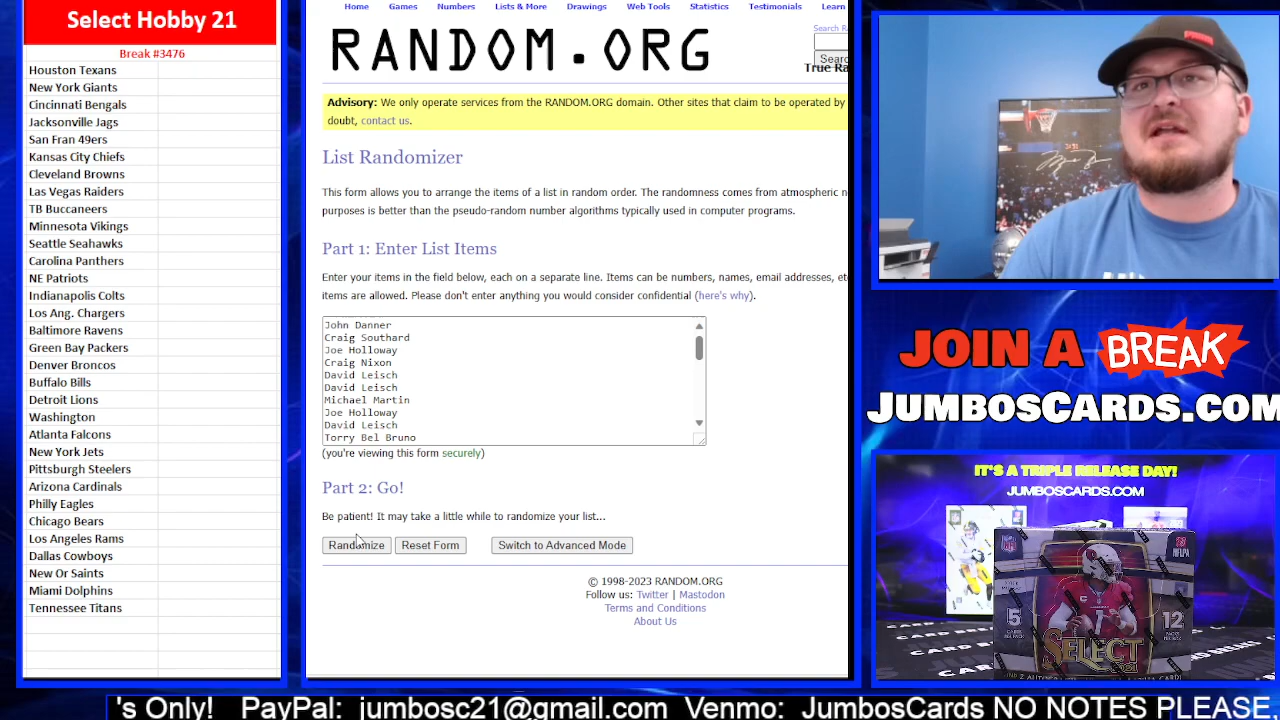 Select Hobby 21
Break #3476
Houston Texans
New York Giants
Cincinnati Bengals
Jacksonville Jags
San Fran 49ers
Kansas City Chiefs
Cleveland Browns
Las Vegas Raiders
TB Buccaneers
Minnesota Vikings
Seattle Seahawks
Carolina Panthers
NE Patriots
Indianapolis Colts
Los Ang. Chargers
Baltimore Ravens
Green Bay Packers
Denver Broncos
Buffalo Bills
Detroit Lions
Washington
Atlanta Falcons
New York Jets
Pittsburgh Steelers
Arizona Cardinals
Philly Eagles
Chicago Bears
Los Angeles Rams
Dallas Cowboys
New Or Saints
Miami Dolphins
Tennessee Titans
Home Games Numbers Lists & More Drawings Web Tools Statistics Testimonials Learn
RANDOM.ORG
Search R
Searc
True Ra
Advisory: We only operate services from the RANDOM.ORG domain. Other sites that claim to be operated by
doubt, contact us.
List Randomizer
This form allows you to arrange the items of a list in random order. The randomness comes from atmospheric n
purposes is better than the pseudo-random number algorithms typically used in computer programs.
Part 1: Enter List Items
Enter your items in the field below, each on a separate line. Items can be numbers, names, email addresses, et
items are allowed. Please don't enter anything you would consider confidential (here's why).
John Danner
Craig Southard
Joe Holloway
Craig Nixon
David Leisch
David Leisch
Michael Martin
Joe Holloway
David Leisch
Torry Bel Bruno
(you're viewing this form securely)
Part 2: Go!
Be patient! It may take a little while to randomize your list...
Randomize Reset Form Switch to Advanced Mode
© 1998-2023 RANDOM.ORG
Follow us: Twitter | Mastodon
Terms and Conditions
About Us
JOIN A BREAK
JUMBOSCARDS.COM
IT'S A TRIPLE RELEASE DAY!
JUMBOSCARDS.COM
NFLPA
5
12
SELECT
's Only! PayPal: jumbosc21@gmail.com Venmo; JumbosCards NO NOTES PLEASE.